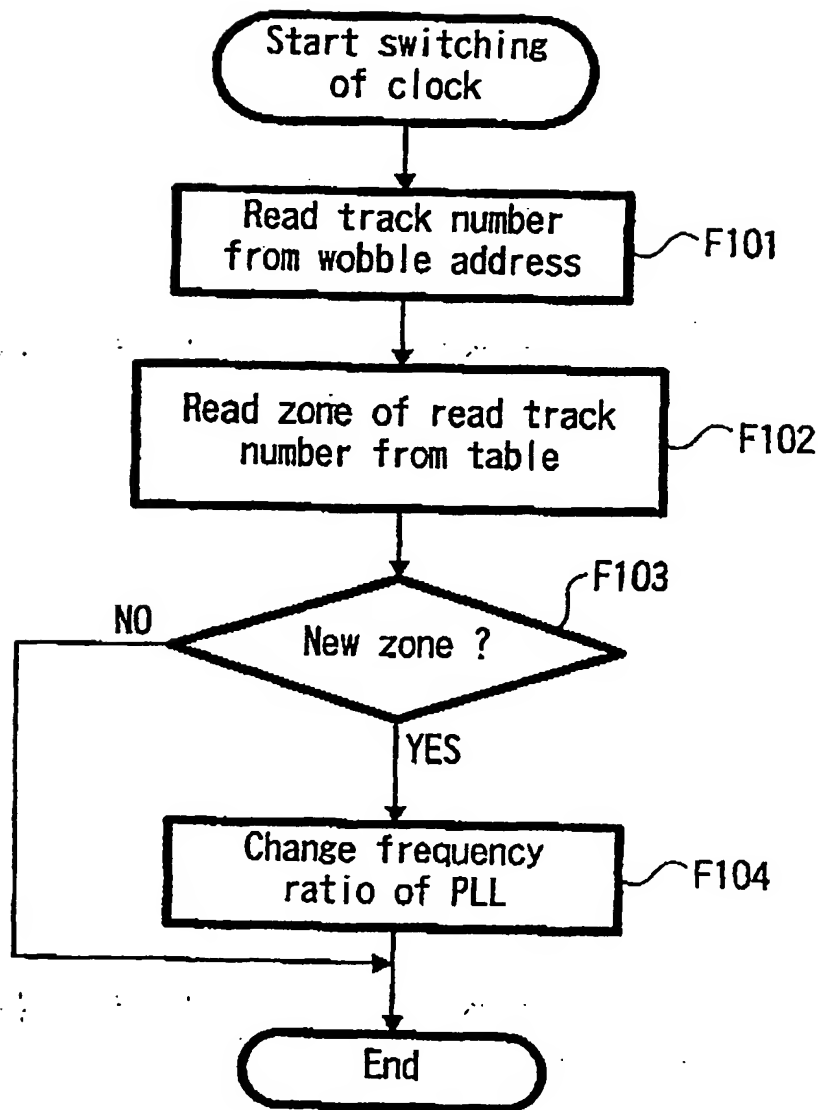 Start switching
of clock
Read track number
from wobble address
F101
Read zone of read track
number from table
F102
F103
New zone ?
NO
YES
Change frequency
ratio of PLL
F104
End